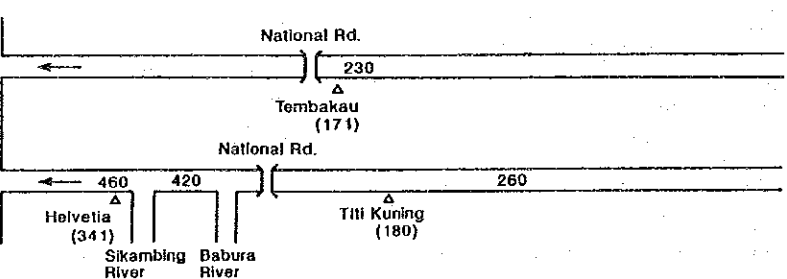 National Rd.
230
Tembakau
(171)
National Rd.
460
420
260
Helvetia
(341)
Titi Kuning
(180)
Sikambing
River
Babura
River